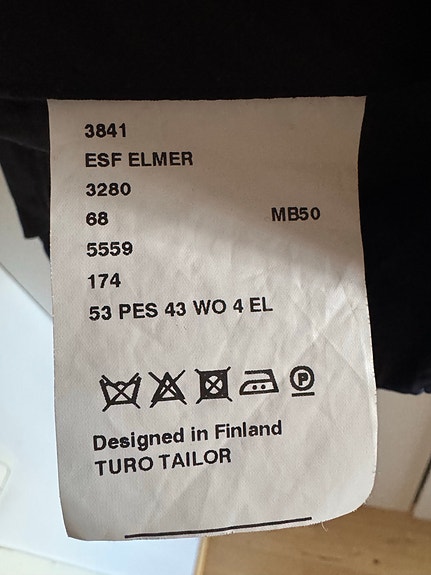 3841
ESF ELMER
3280
68 MB50
5559
174
53 PES 43 WO 4 EL
P
Designed in Finland
TURO TAILOR